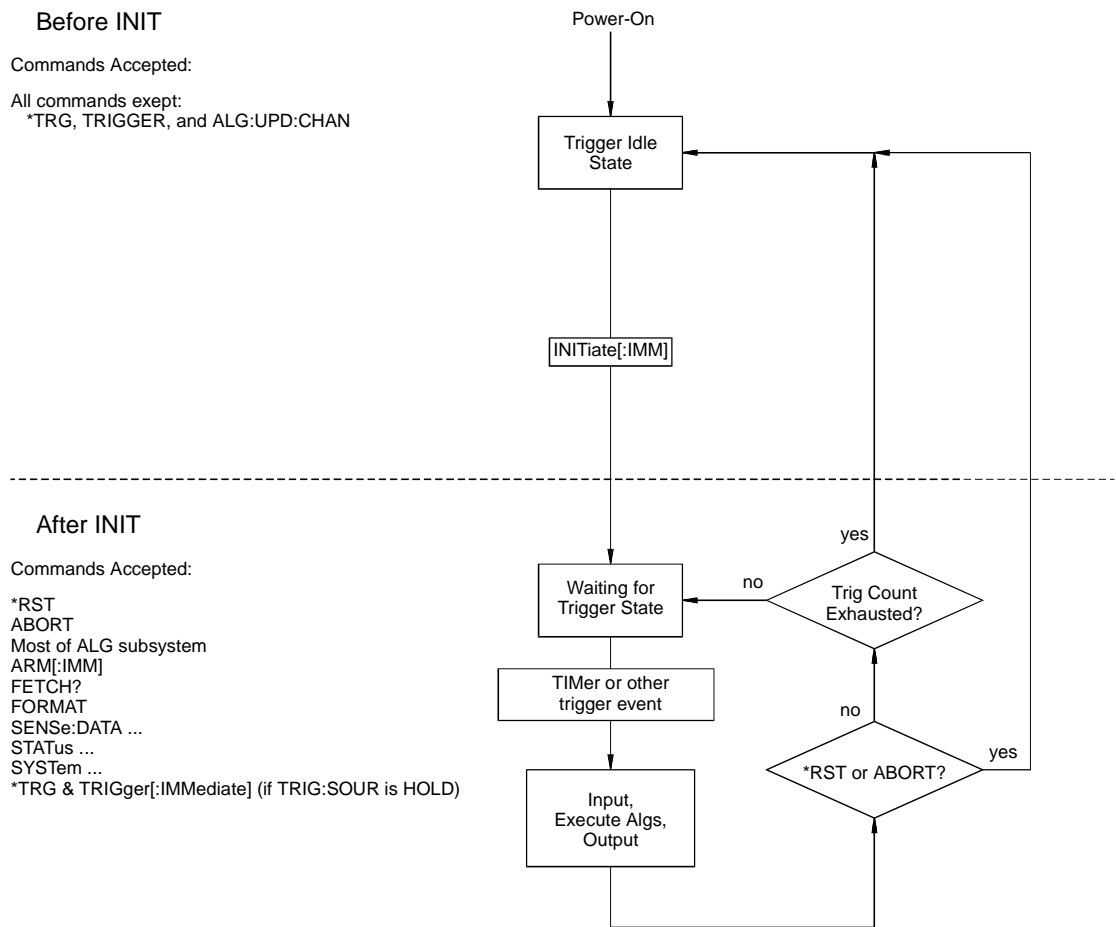 Before INIT
Commands Accepted:
All commands exept:
*TRG, TRIGGER, and ALG:UPD:CHAN
Power-On
Trigger Idle
State
INITiate[:IMM]
After INIT
Commands Accepted:
*RST
ABORT
Most of ALG subsystem
ARM[:IMM]
FETCH?
FORMAT
SENSe:DATA ...
STATus ...
SYSTem ...
*TRG & TRIGger[:IMMediate] (if TRIG:SOUR is HOLD)
Waiting for
Trigger State
no
Trig Count
Exhausted?
yes
TIMer or other
trigger event
no
*RST or ABORT?
yes
Input,
Execute Algs,
Output